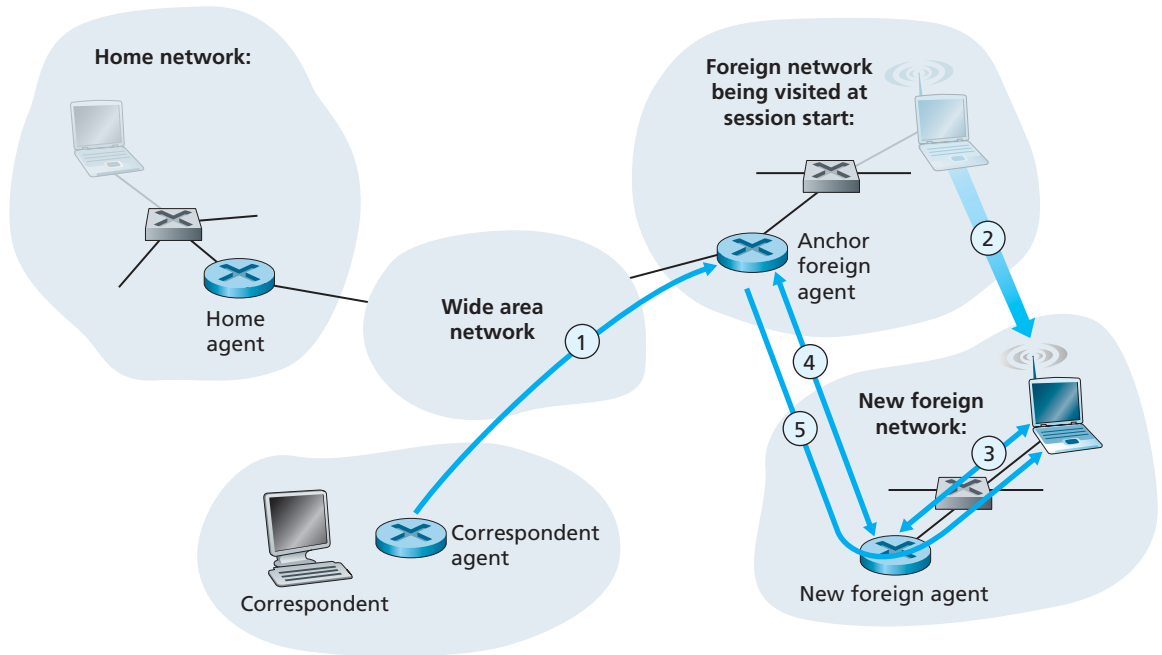 Home network:
Foreign network
being visited at
session start:
2
Anchor
foreign
agent
Wide area
network
Home
agent
1
4
New foreign
network:
5
3
Correspondent
agent
New foreign agent
Correspondent